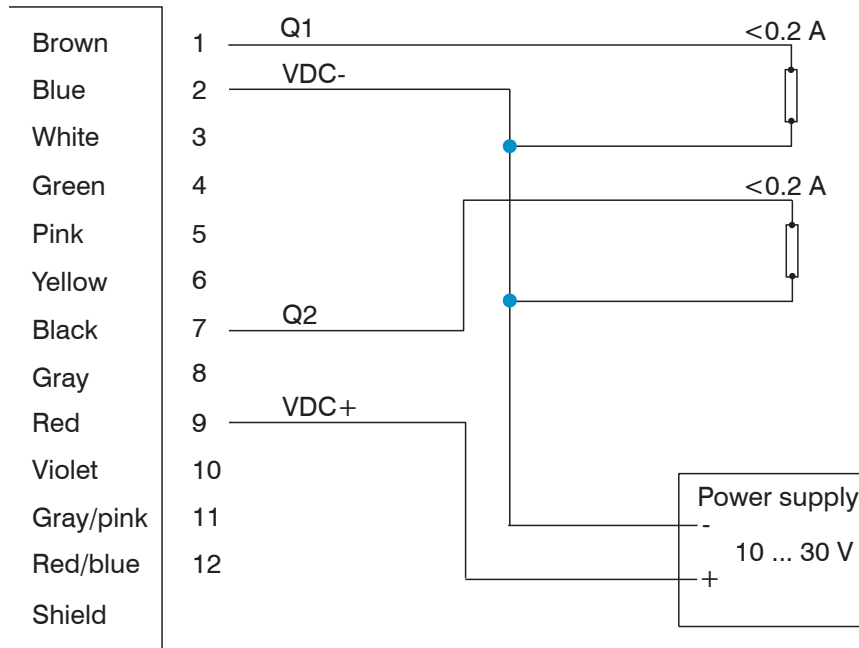 Brown 1 Q1 <0.2 A
Blue 2 VDC-
White 3
Green 4 <0.2 A
Pink 5
Yellow 6
Black 7 Q2
Gray 8
Red 9 VDC+
Violet 10
Power supply
Gray/pink 11 -
10 ... 30 V
Red/blue 12 +
Shield